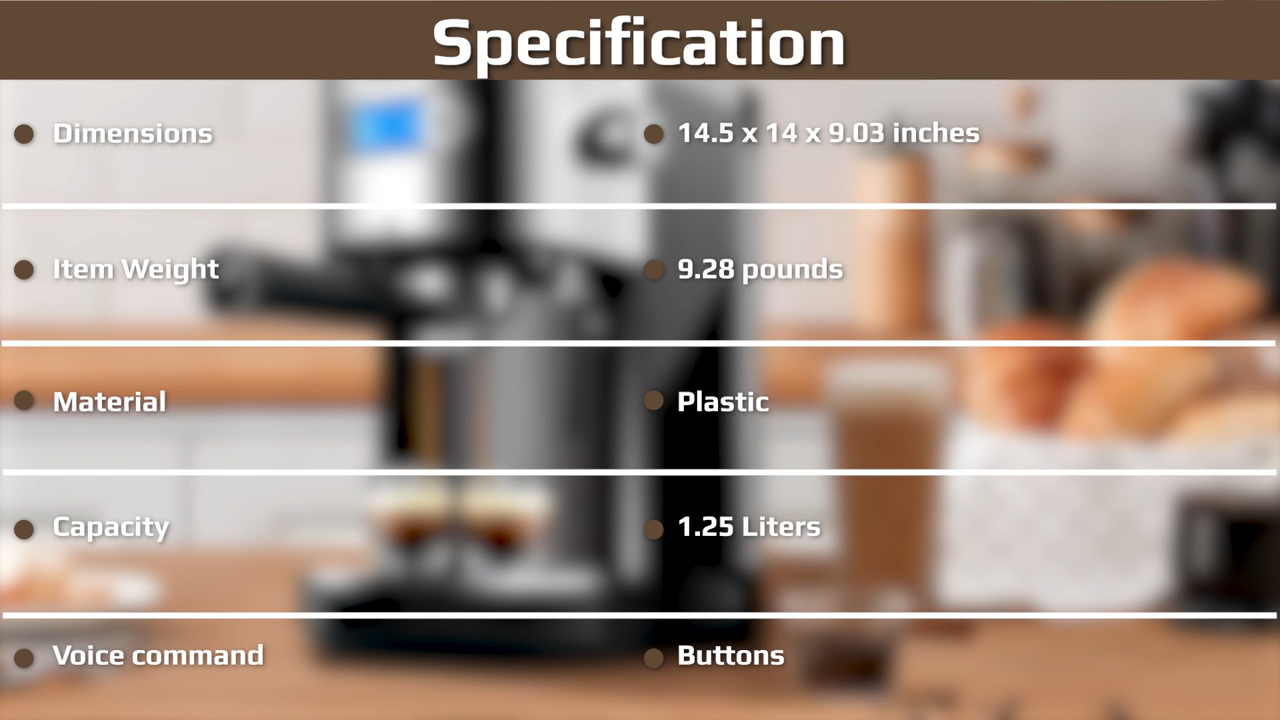 Specification
Dimensions 14.5 x 14 x 9.03 inches
Item Weight 9.28 pounds
Material Plastic
Capacity 1.25 Liters
Voice command Buttons